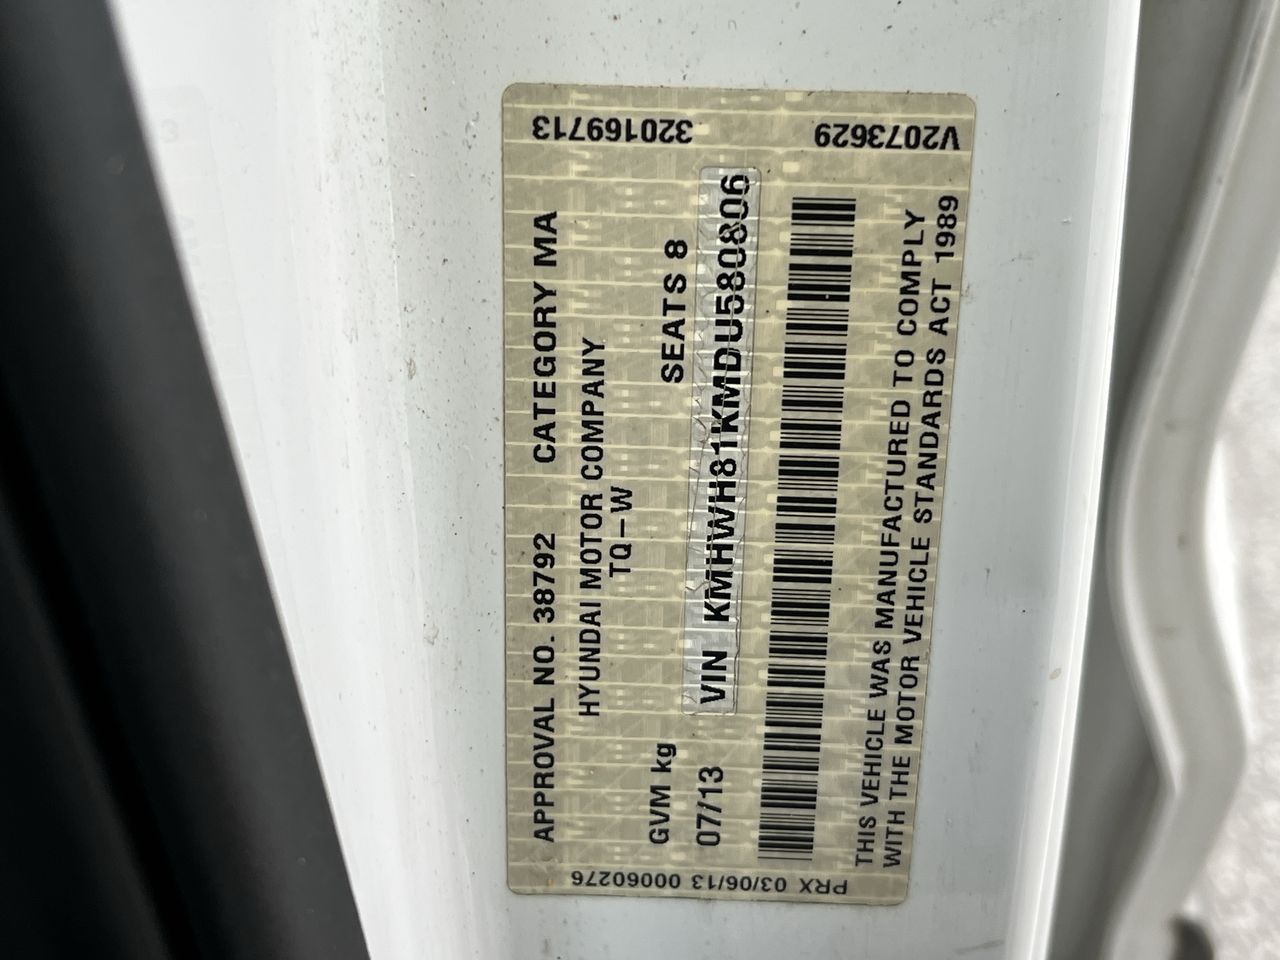 320169713
V2073629
APPROVAL NO. 38792 CATEGORY MA
HYUNDAI MOTOR COMPANY
TQ-W
GVM kg SEATS 8
07/13 VIN KMHWH81KMDU580806
THIS VEHICLE WAS MANUFACTURED TO COMPLY
WITH THE MOTOR VEHICLE STANDARDS ACT 1989
PRX 03/06/13 00060276